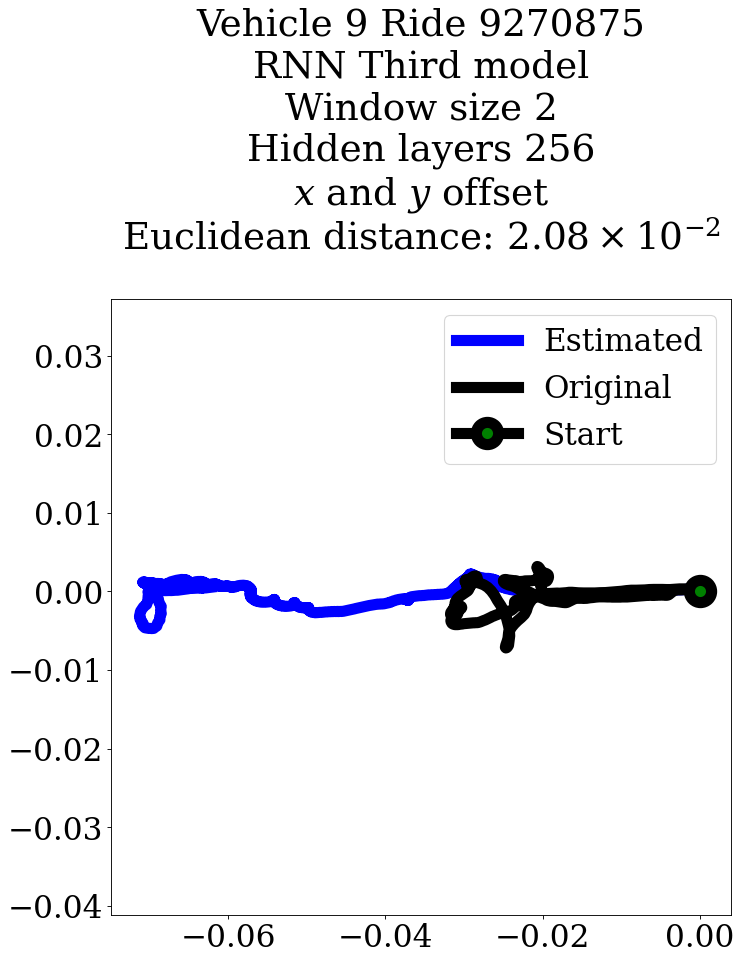 Vehicle 9 Ride 9270875
RNN Third model
Window size 2
Hidden layers 256
x and y offset
Euclidean distance: 2.08 × 10⁻²
Estimated
Original
Start
0.03
0.02
0.01
0.00
−0.01
−0.02
−0.03
−0.04
−0.06 −0.04 −0.02 0.00